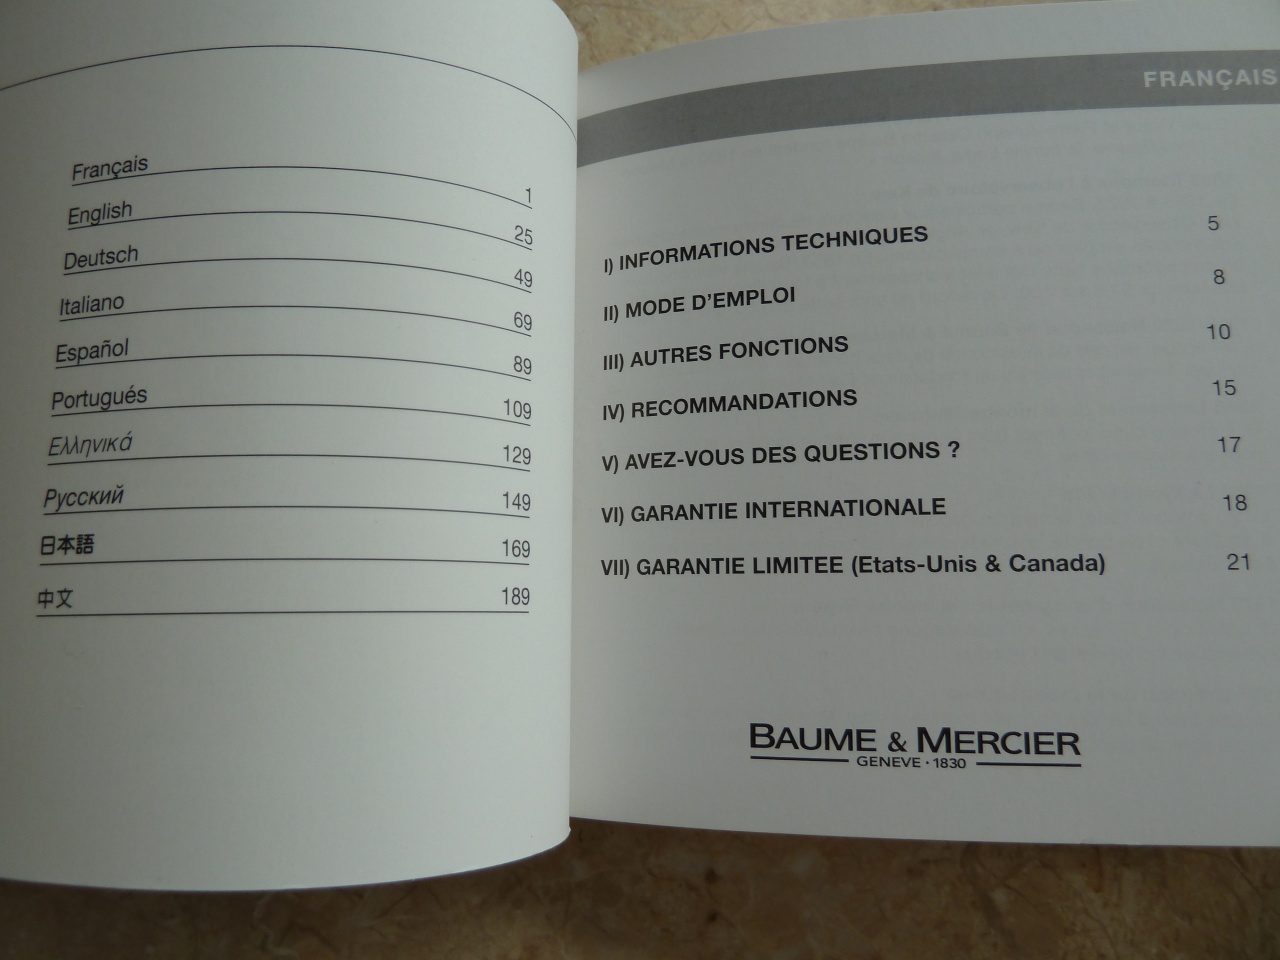 Français 1
English 25
Deutsch 49
Italiano 69
Español 89
Portugués 109
Ελληνικά 129
Русский 149
日本語 169
中文 189
FRANÇAIS
I) INFORMATIONS TECHNIQUES 5
II) MODE D'EMPLOI 8
III) AUTRES FONCTIONS 10
IV) RECOMMANDATIONS 15
V) AVEZ-VOUS DES QUESTIONS ? 17
VI) GARANTIE INTERNATIONALE 18
VII) GARANTIE LIMITEE (Etats-Unis & Canada) 21
BAUME & MERCIER
GENEVE · 1830